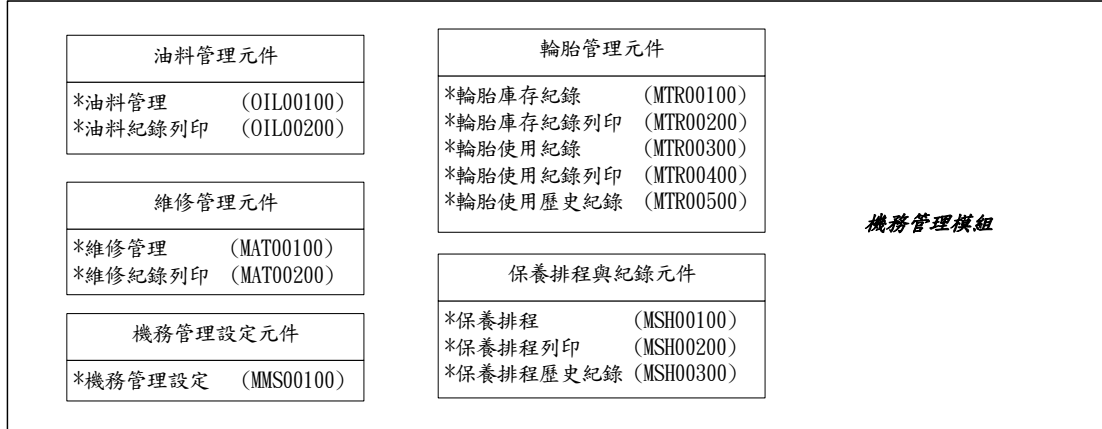 油料管理元件
*油料管理 (OIL00100)
*油料紀錄列印 (OIL00200)
維修管理元件
*維修管理 (MAT00100)
*維修紀錄列印 (MAT00200)
機務管理設定元件
*機務管理設定 (MMS00100)
輪胎管理元件
*輪胎庫存紀錄 (MTR00100)
*輪胎庫存紀錄列印 (MTR00200)
*輪胎使用紀錄 (MTR00300)
*輪胎使用紀錄列印 (MTR00400)
*輪胎使用歷史紀錄 (MTR00500)
保養排程與紀錄元件
*保養排程 (MSH00100)
*保養排程列印 (MSH00200)
*保養排程歷史紀錄 (MSH00300)
機務管理模組